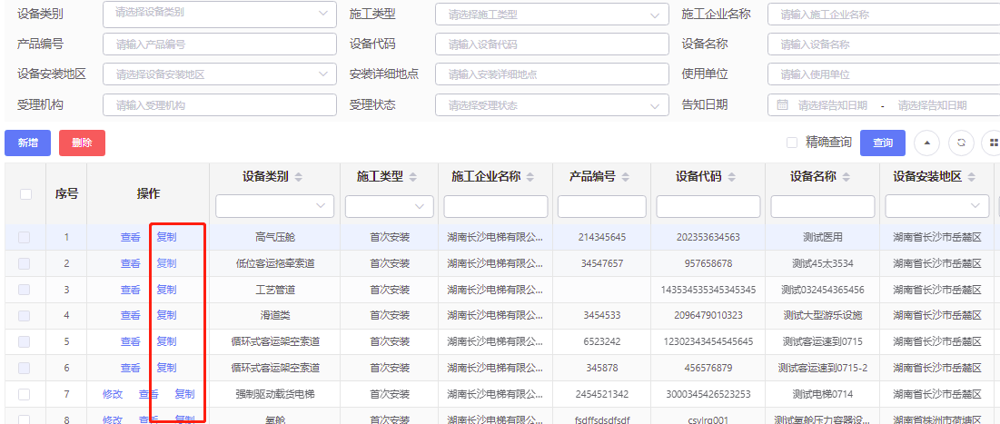 设备类别 请选择设备类别 施工类型 请选择施工类型 施工企业名称 请输入施工企业名称
产品编号 请输入产品编号 设备代码 请输入设备代码 设备名称 请输入设备名称
设备安装地区 请选择设备安装地区 安装详细地点 请输入安装详细地点 使用单位 请输入使用单位
受理机构 请输入受理机构 受理状态 请选择受理状态 告知日期 请选择告知日期 - 请选择告知日期
新增 删除 精确查询 查询
序号 操作 设备类别 施工类型 施工企业名称 产品编号 设备代码 设备名称 设备安装地区
1 查看 复制 高气压舱 首次安装 湖南长沙电梯有限公... 214345645 202353634563 测试医用 湖南省长沙市岳麓区
2 查看 复制 低位客运拖牵索道 首次安装 湖南长沙电梯有限公... 34547657 957658678 测试45太3534 湖南省长沙市岳麓区
3 查看 复制 工艺管道 首次安装 湖南长沙电梯有限公... 143534535345345345 测试032454365456 湖南省长沙市岳麓区
4 查看 复制 滑道类 首次安装 湖南长沙电梯有限公... 3454533 2096479010323 测试大型游乐设施 湖南省长沙市岳麓区
5 查看 复制 循环式客运架空索道 首次安装 湖南长沙电梯有限公... 6523242 12302343454545645 测试客运速到0715 湖南省长沙市岳麓区
6 查看 复制 循环式客运架空索道 首次安装 湖南长沙电梯有限公... 345878 456576879 测试客运速到0715-2 湖南省长沙市岳麓区
7 修改 查看 复制 强制驱动载货电梯 首次安装 湖南长沙电梯有限公... 2454521342 3000345426523253 测试电梯0714 湖南省长沙市岳麓区
8 修改 查看 复制 氧舱 首次安装 湖南长沙电梯有限公... fsdffsdsdfsdf csylrq001 测试氧舱压力容器设... 湖南省株洲市荷塘区